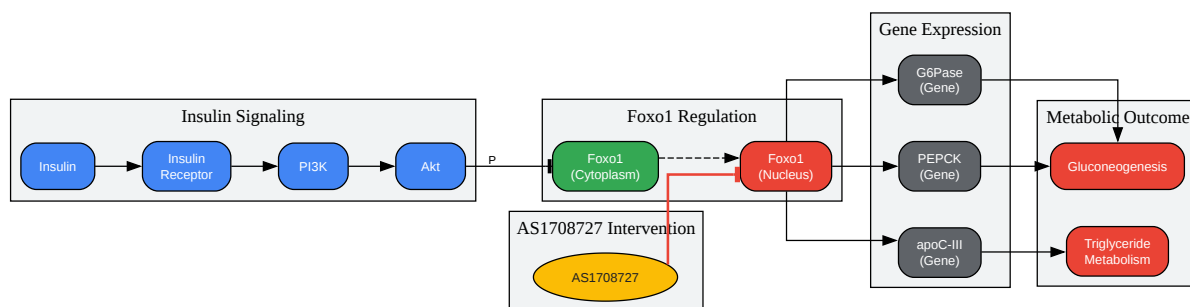 Gene Expression
G6Pase
(Gene)
Insulin Signaling
Foxo1 Regulation
Metabolic Outcome
Insulin
Insulin
Receptor
PI3K
Akt
P
Foxo1
(Cytoplasm)
Foxo1
(Nucleus)
PEPCK
(Gene)
Gluconeogenesis
AS1708727 Intervention
AS1708727
apoC-III
(Gene)
Triglyceride
Metabolism